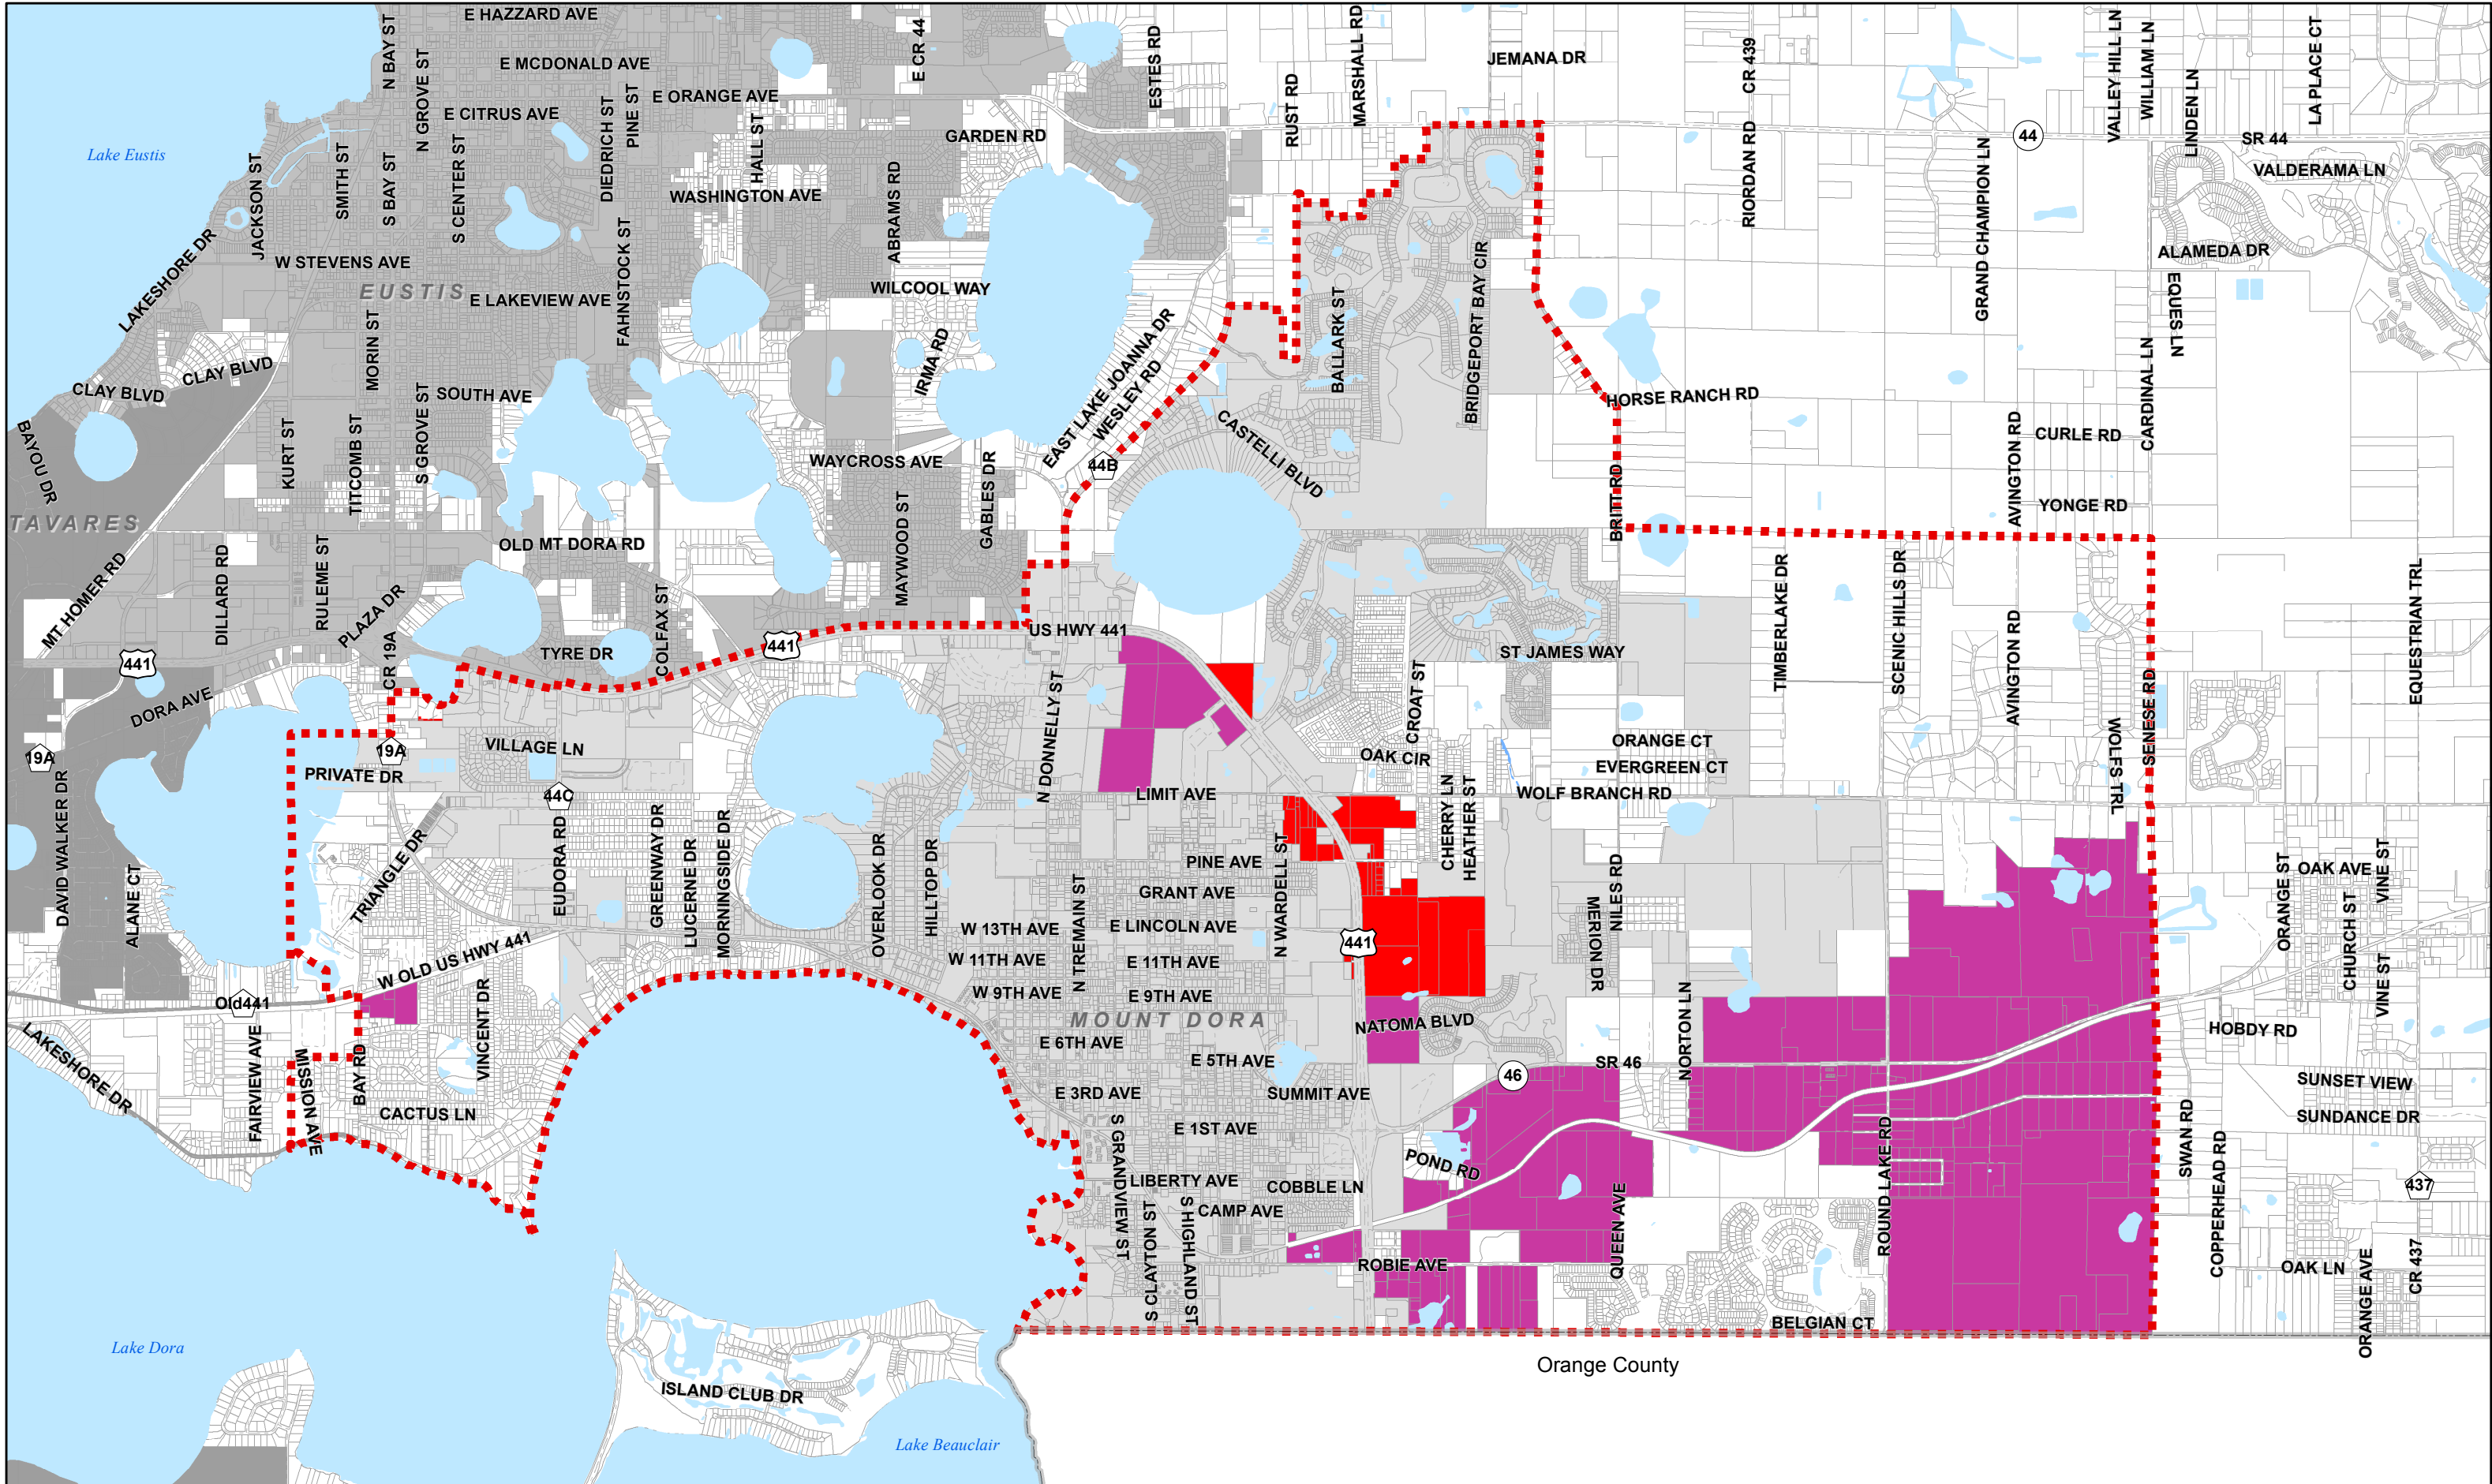 E HAZZARD AVE
N BAY ST
N GROVE ST
E MCDONALD AVE
E CR 44
ESTES RD
RUST RD
MARSHALL RD
JEMANA DR
CR 439
VALLEY HILL LN
WILLIAM LN
LINDEN LN
LA PLACE CT
E ORANGE AVE
E CITRUS AVE
DIEDRICH ST
PINE ST
HALL ST
GARDEN RD
RIORDAN RD
44
SR 44
VALDERAMA LN
Lake Eustis
JACKSON ST
SMITH ST
S BAY ST
S CENTER ST
WASHINGTON AVE
ABRAMS RD
GRAND CHAMPION LN
LAKESHORE DR
W STEVENS AVE
FAHNSTOCK ST
BRIDGEPORT BAY CIR
ALAMEDA DR
EUSTIS
E LAKEVIEW AVE
WILCOOL WAY
EQUES LN
MORIN ST
IRMA RD
EAST LAKE JOANNA DR
WESLEY RD
BALLARK ST
CARDINAL LN
CLAY BLVD
CLAY BLVD
SOUTH AVE
HORSE RANCH RD
BAYOU DR
KURT ST
TITCOMB ST
S GROVE ST
WAYCROSS AVE
GABLES DR
44B
CASTELLI BLVD
AVINGTON RD
CURLE RD
BRITT RD
YONGE RD
TAVARES
MAYWOOD ST
OLD MT DORA RD
MT HOMER RD
DILLARD RD
RULEME ST
PLAZA DR
COLFAX ST
TIMBERLAKE DR
SCENIC HILLS DR
AVINGTON RD
EQUESTRIAN TRL
US HWY 441
441
441
CR 19A
TYRE DR
ST JAMES WAY
DORA AVE
N DONNELLY ST
CROAT ST
SENESE RD
WOLFS TRL
19A
19A
VILLAGE LN
PRIVATE DR
OAK CIR
ORANGE CT
EVERGREEN CT
DAVID WALKER DR
44C
LIMIT AVE
CHERRY LN
HEATHER ST
WOLF BRANCH RD
ALANE CT
TRIANGLE DR
EUDORA RD
GREENWAY DR
LUCERNE DR
MORNINGSIDE DR
OVERLOOK DR
HILLTOP DR
PINE AVE
N WARDELL ST
GRANT AVE
NILES RD
ORANGE ST
OAK AVE
VINE ST
CHURCH ST
N TREMAIN ST
W 13TH AVE
E LINCOLN AVE
441
MERION DR
W OLD US HWY 441
W 11TH AVE
E 11TH AVE
W 9TH AVE
E 9TH AVE
VINE ST
Old441
VINCENT DR
MOUNT DORA
NATOMA BLVD
NORTON LN
HOBDY RD
LAKESHORE DR
FAIRVIEW AVE
MISSION AVE
BAY RD
E 6TH AVE
E 5TH AVE
SR 46
46
SUNSET VIEW
CACTUS LN
E 3RD AVE
SUMMIT AVE
SUNDANCE DR
S GRANDVIEW ST
E 1ST AVE
ROUND LAKE RD
SWAN RD
COPPERHEAD RD
POND RD
LIBERTY AVE
COBBLE LN
437
S CLAYTON ST
S HIGHLAND ST
CAMP AVE
QUEEN AVE
ROBIE AVE
OAK LN
ORANGE AVE
CR 437
BELGIAN CT
Lake Dora
Orange County
ISLAND CLUB DR
Lake Beauclair